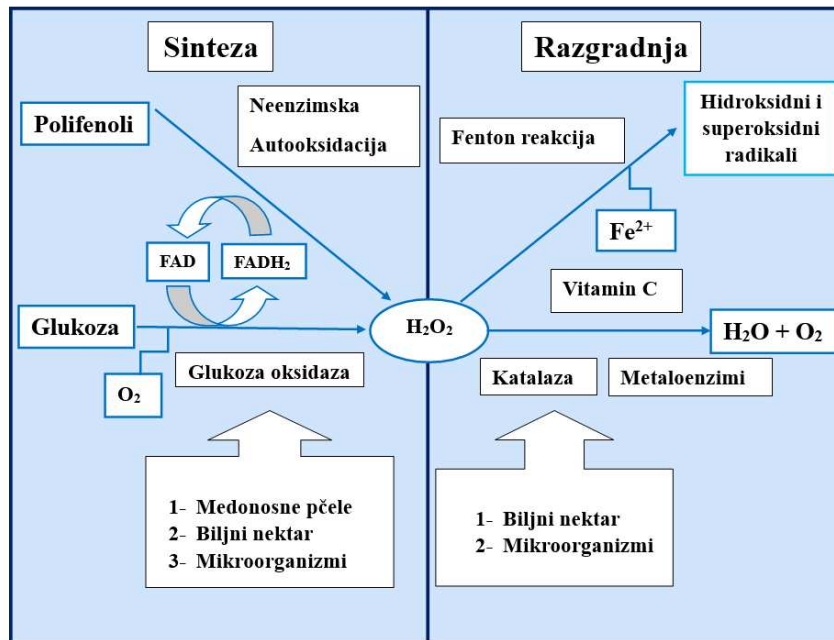 Sinteza
Polifenoli
Neenzimska
Autooksidacija
FAD
FADH₂
Glukoza
O₂
Glukoza oksidaza
1- Medonosne pčele
2- Biljni nektar
3- Mikroorganizmi
H₂O₂
Razgradnja
Fenton reakcija
Hidroksidni i
superoksidni
radikali
Fe²⁺
Vitamin C
H₂O + O₂
Katalaza
Metaloenzimi
1- Biljni nektar
2- Mikroorganizmi